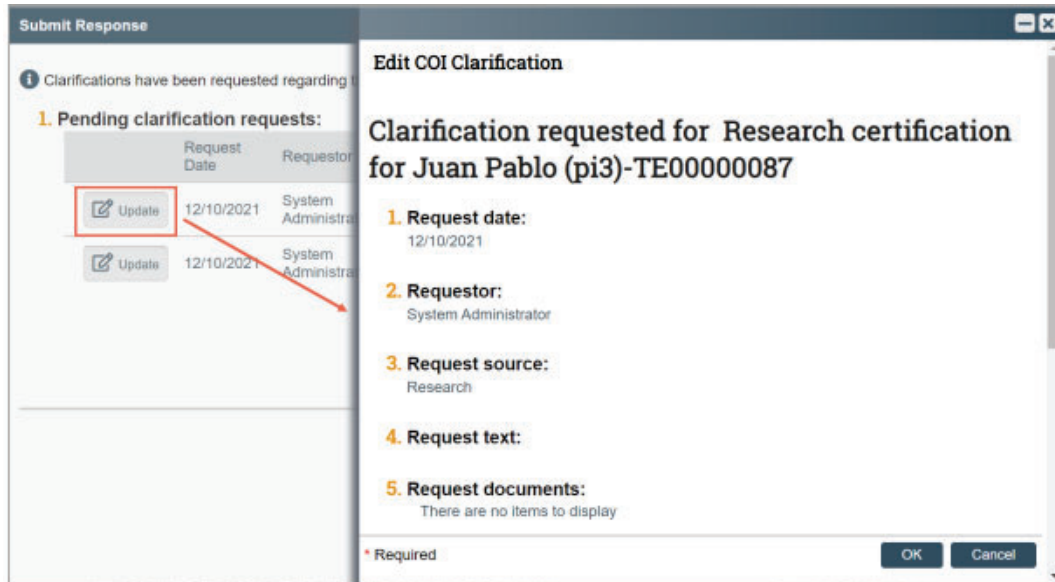 Submit Response
Clarifications have been requested regarding
1. Pending clarification requests:
Request Date Requestor
Update 12/10/2021 System
Update 12/10/2021 System
Edit COI Clarification
Clarification requested for Research certification
for Juan Pablo (pi3)-TE00000087
1. Request date:
12/10/2021
2. Requestor:
System Administrator
3. Request source:
Research
4. Request text:
5. Request documents:
There are no items to display
* Required
OK Cancel